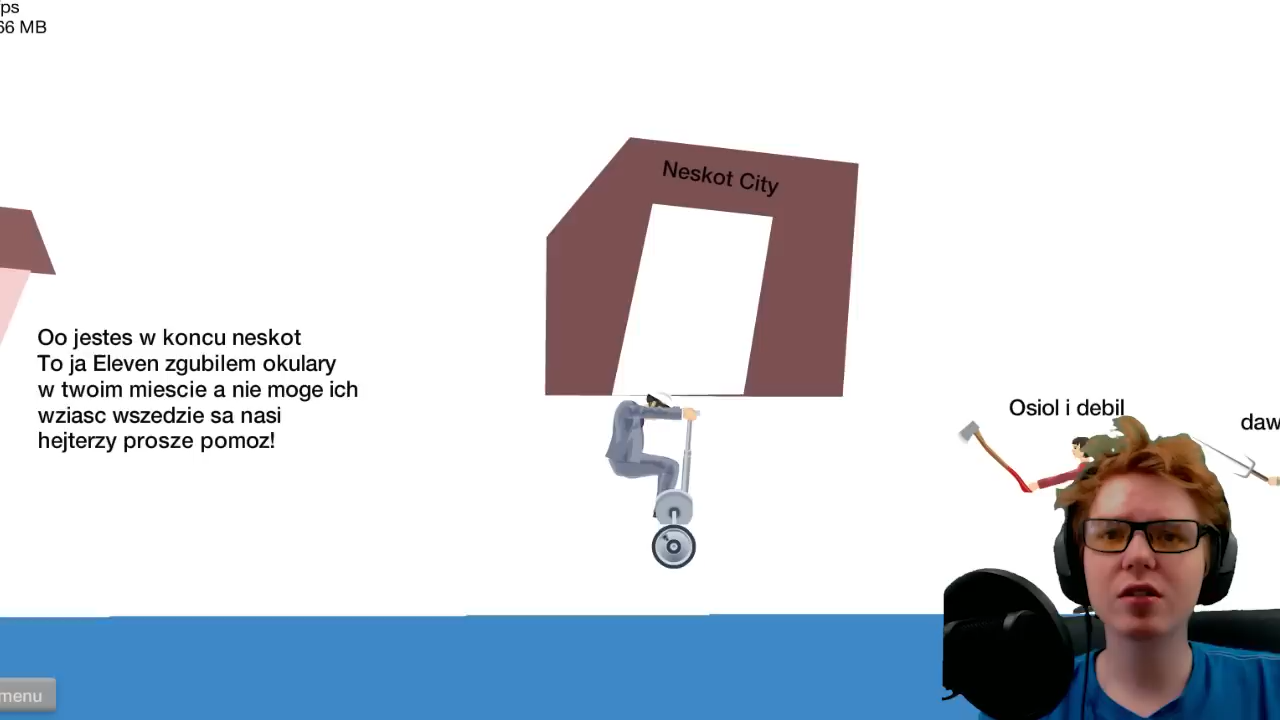 ps
66 MB
Neskot City
Oo jestes w koncu neskot
To ja Eleven zgubilem okulary
w twoim miescie a nie moge ich
wziasc wszedzie sa nasi
hejterzy prosze pomoz!
Osiol i debil
daw
menu